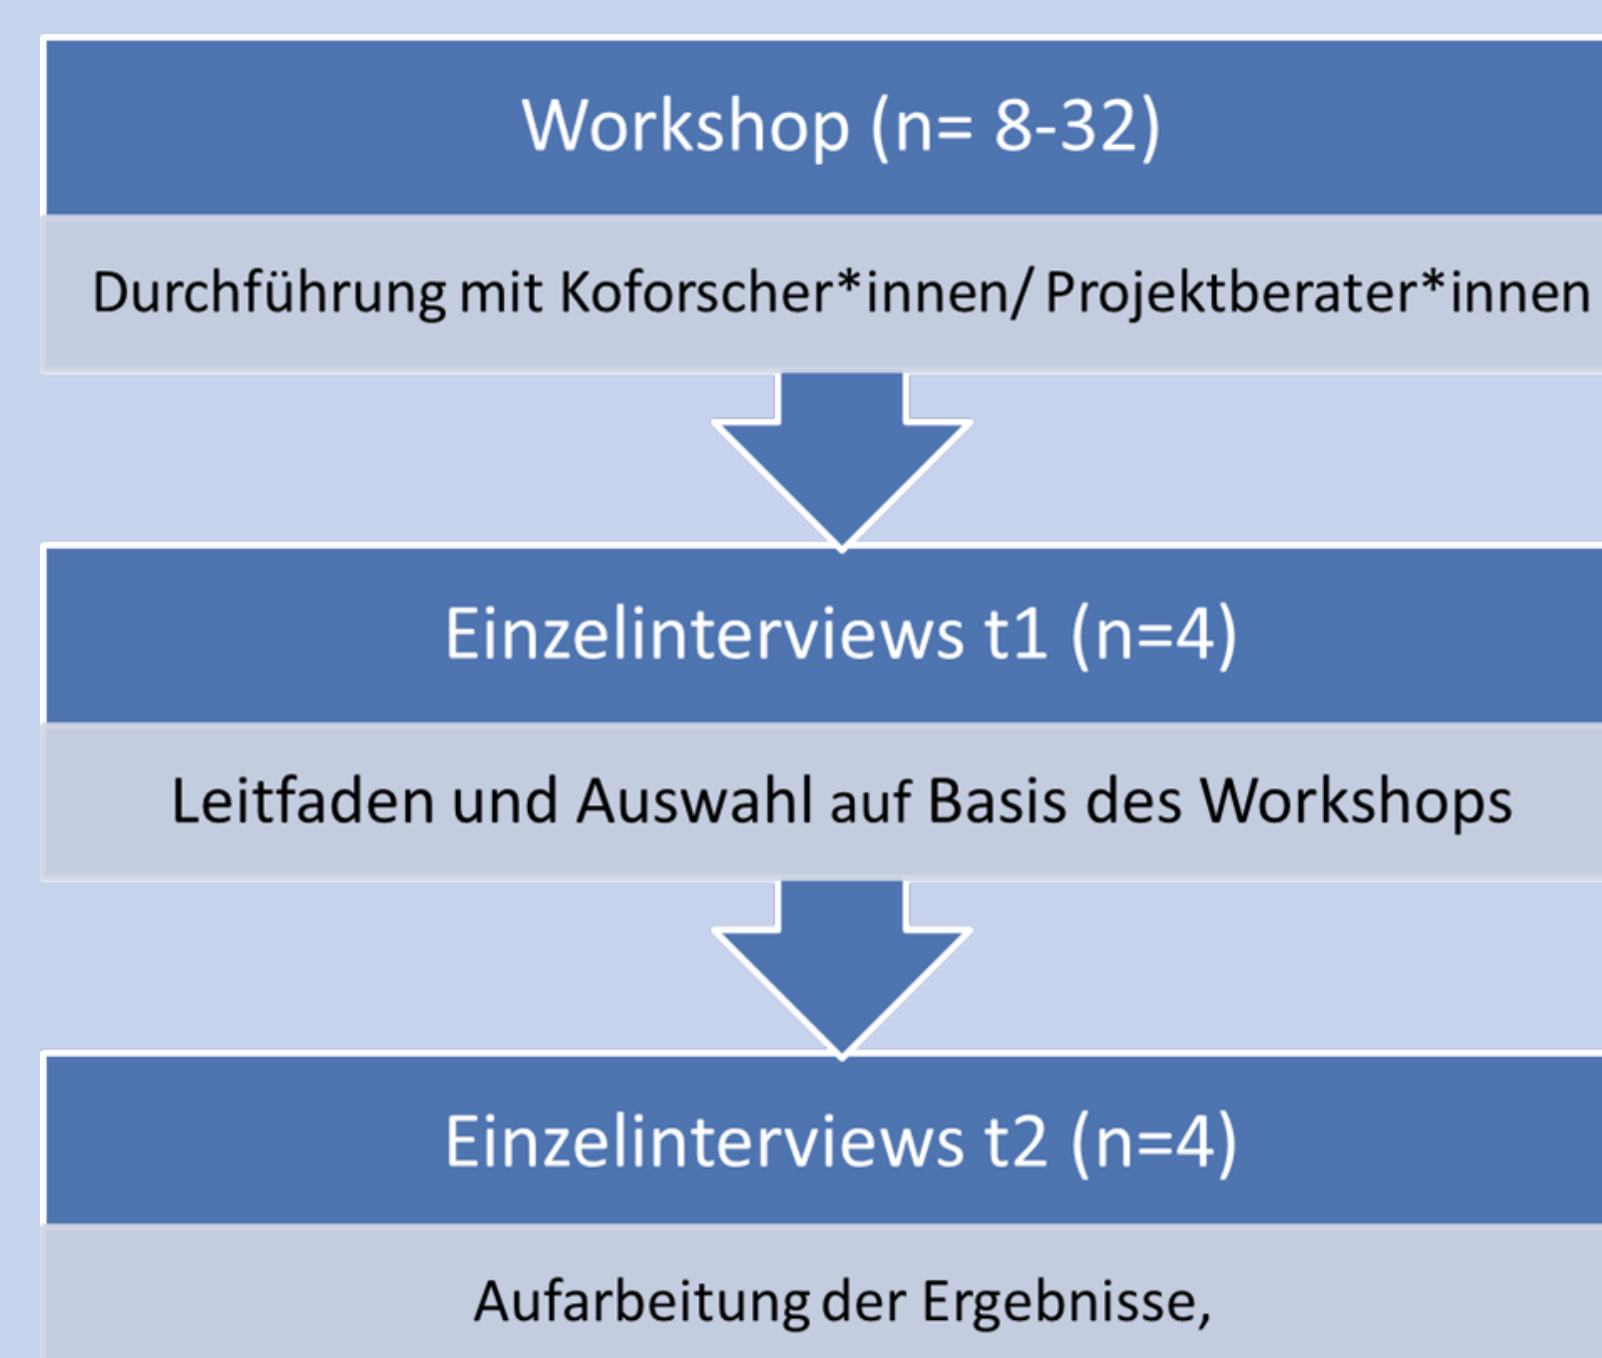 Workshop (n= 8-32)
Durchführung mit Koforscher*innen/ Projektberater*innen
Einzelinterviews t1 (n=4)
Leitfaden und Auswahl auf Basis des Workshops
Einzelinterviews t2 (n=4)
Aufarbeitung der Ergebnisse,